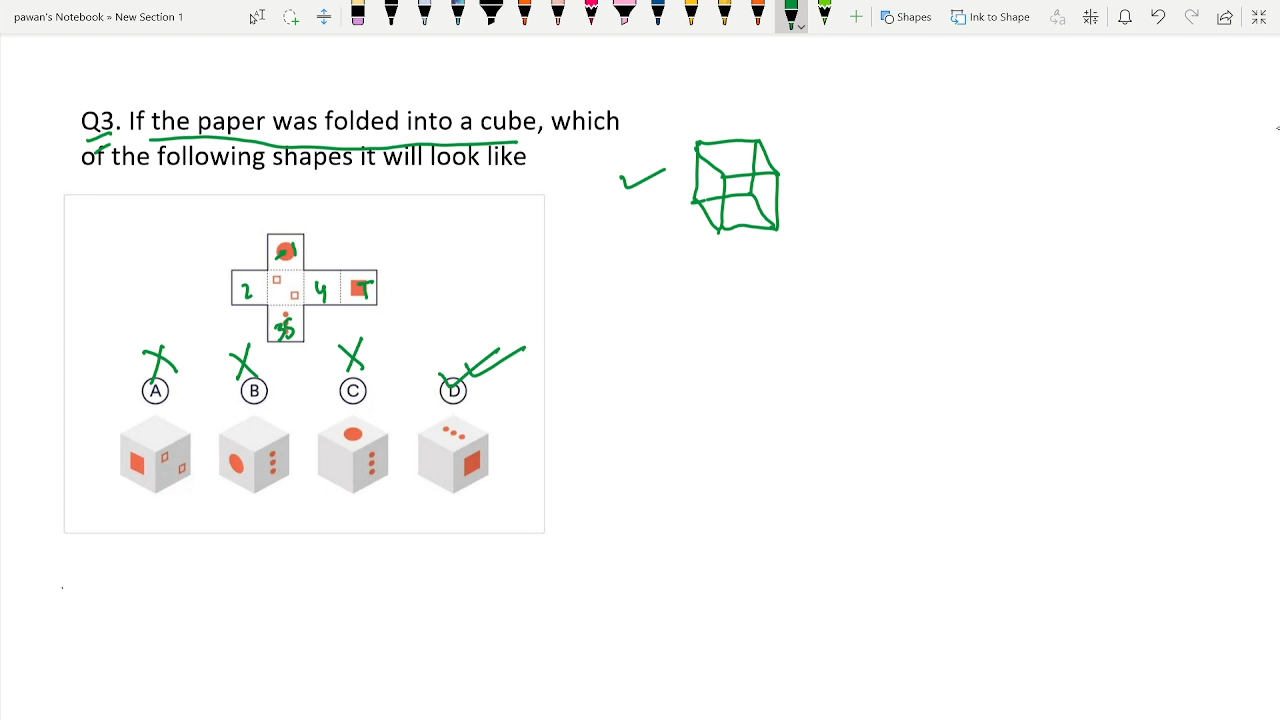 pawan's Notebook » New Section 1
Shapes
Ink to Shape
Q3. If the paper was folded into a cube, which
of the following shapes it will look like
1
2
4
5
A
B
C
D